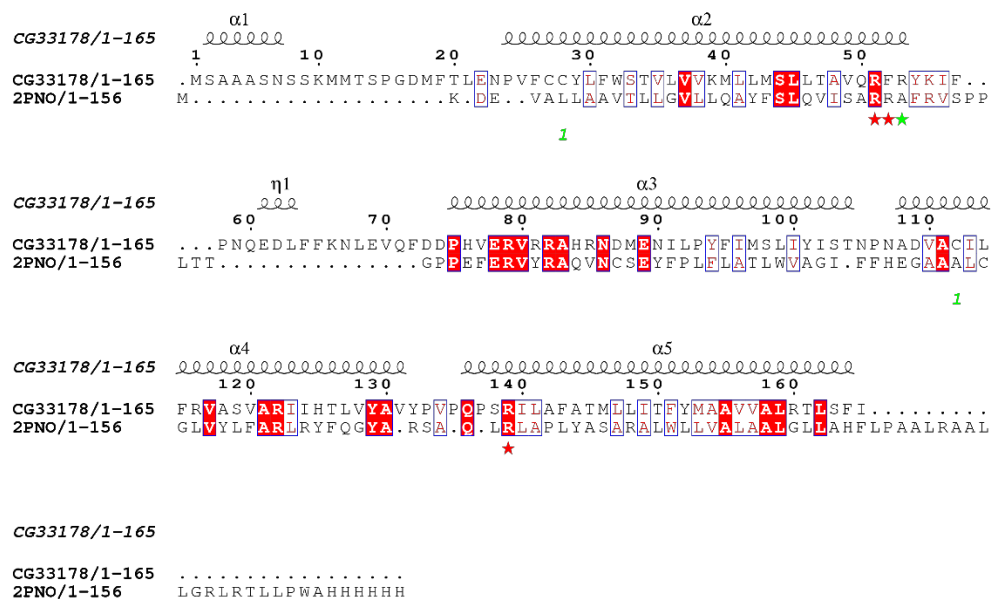 α1 α2
CG33178/1-165
1 10 20 30 40 50
CG33178/1-165 .MSAAASNSSKMMTSPGDMFTLENPVFCCYLFWSTVLVVKMLLMSLLTAVQRFRYKIF..
2PNO/1-156 M...................K.DE..VALLAAVTLLGVLLQAYFSLQVISARRAFRVSPP
★★★
1
η1 α3
CG33178/1-165
60 70 80 90 100 110
CG33178/1-165 ...PNQEDLFFKNLEVQFDDPHVERVRRAHRNDMENILPYFIMSLIYISTNPNADVACIL
2PNO/1-156 LTT...............GPPEFERVYRAQVNCSEYFPLFLATLWVAGI.FFHEGAAALC
1
α4 α5
CG33178/1-165
120 130 140 150 160
CG33178/1-165 FRVASVARIIHTLVYAVYPVPQPSRILAFATMLLITFYMAAVVALRTLSFI.........
2PNO/1-156 GLVYLFARLRYFQGYA.RSA.Q.LRLAPLYASARALWLLVALAALGLLAHFLPAALRAAL
★
CG33178/1-165
CG33178/1-165 .................
2PNO/1-156 LGRLRTLLPWAHHHHHH